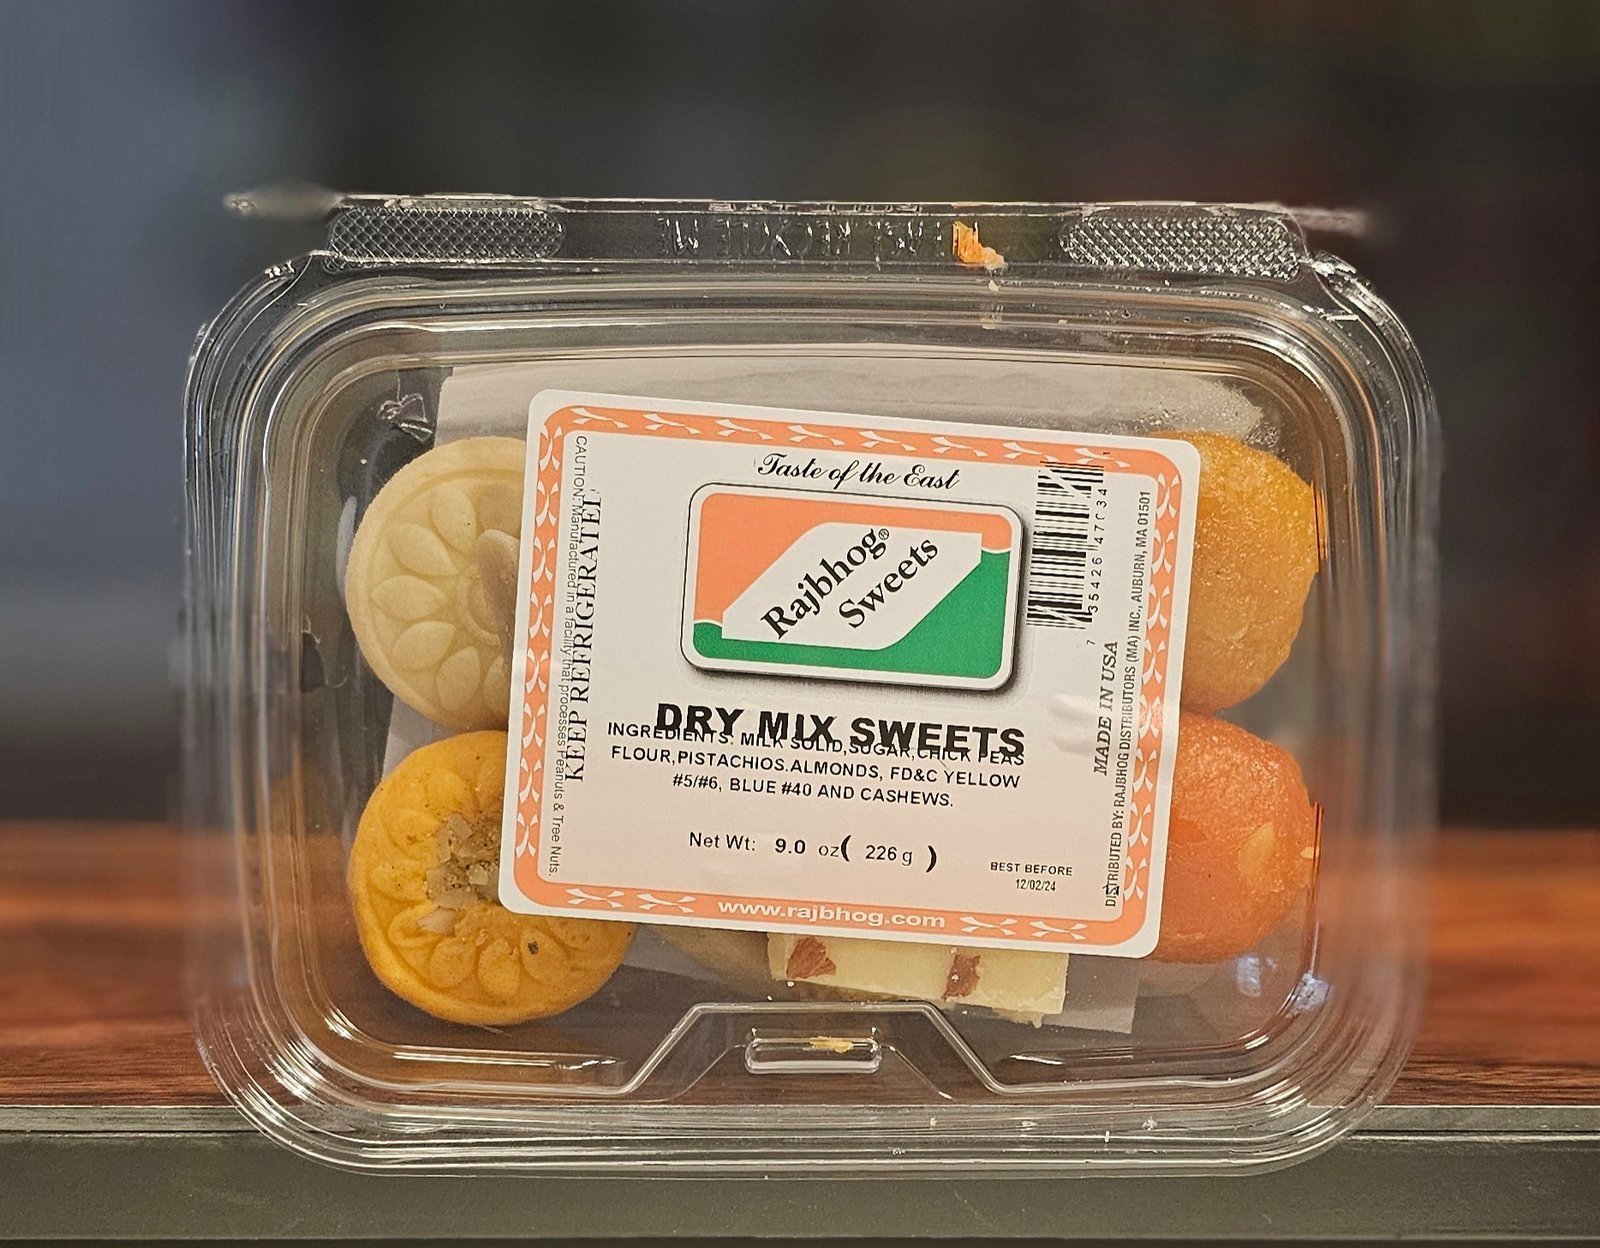 Taste of the East
Rajbhog®
Sweets
DRY MIX SWEETS
INGREDIENTS: MILK SOLID,SUGAR,CHICK PEAS
FLOUR,PISTACHIOS.ALMONDS, FD&C YELLOW
#5/#6, BLUE #40 AND CASHEWS.
Net Wt: 9.0 oz( 226 g )
BEST BEFORE
12/02/24
www.rajbhog.com
CAUTION: Manufactured in a facility that processes Peanuts & Tree Nuts.
KEEP REFRIGERATED
MADE IN USA
DISTRIBUTED BY: RAJBHOG DISTRIBUTORS (MA) INC., AUBURN, MA 01501